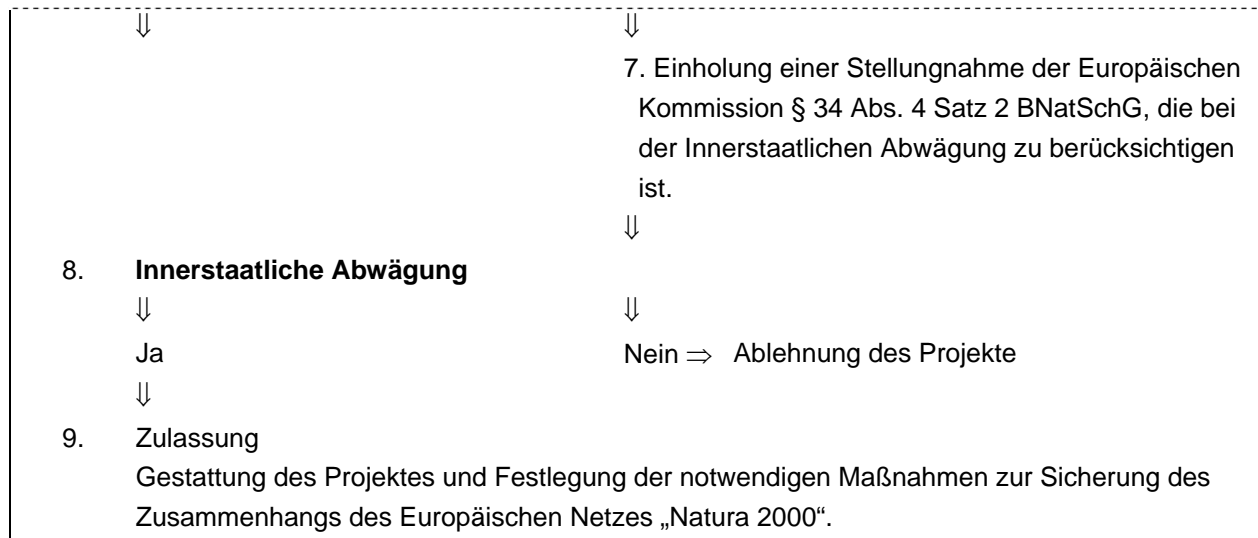 ⇓ ⇓
7. Einholung einer Stellungnahme der Europäischen
Kommission § 34 Abs. 4 Satz 2 BNatSchG, die bei
der Innerstaatlichen Abwägung zu berücksichtigen
ist.
⇓
8. Innerstaatliche Abwägung
⇓ ⇓
Ja Nein ⇒ Ablehnung des Projekte
⇓
9. Zulassung
Gestattung des Projektes und Festlegung der notwendigen Maßnahmen zur Sicherung des
Zusammenhangs des Europäischen Netzes „Natura 2000“.